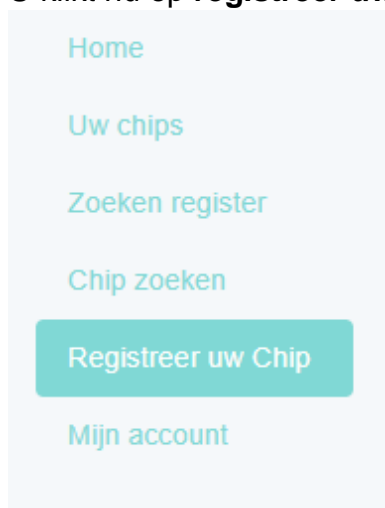 Home
Uw chips
Zoeken register
Chip zoeken
Registreer uw Chip
Mijn account